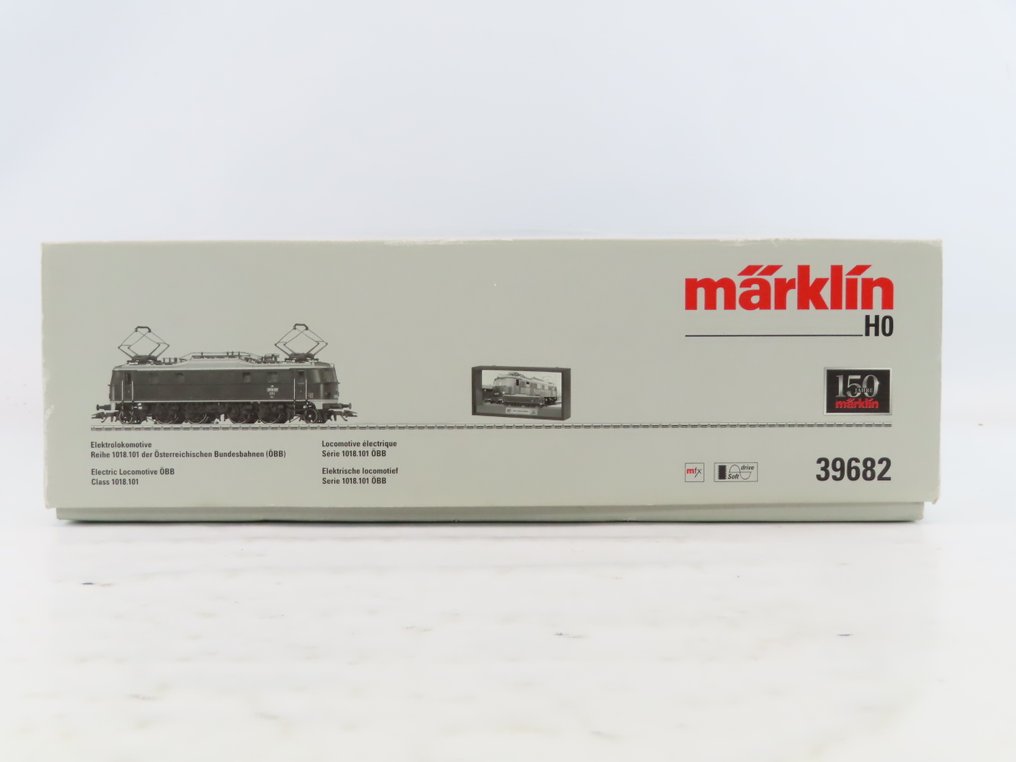 märklin
H0
150
JAHRE
märklin
Elektrolokomotive
Reihe 1018.101 der Österreichischen Bundesbahnen (ÖBB)
Electric Locomotive ÖBB
Class 1018.101
Locomotive électrique
Série 1018.101 ÖBB
Elektrische locomotief
Serie 1018.101 ÖBB
mfx
drive
Soft
39682